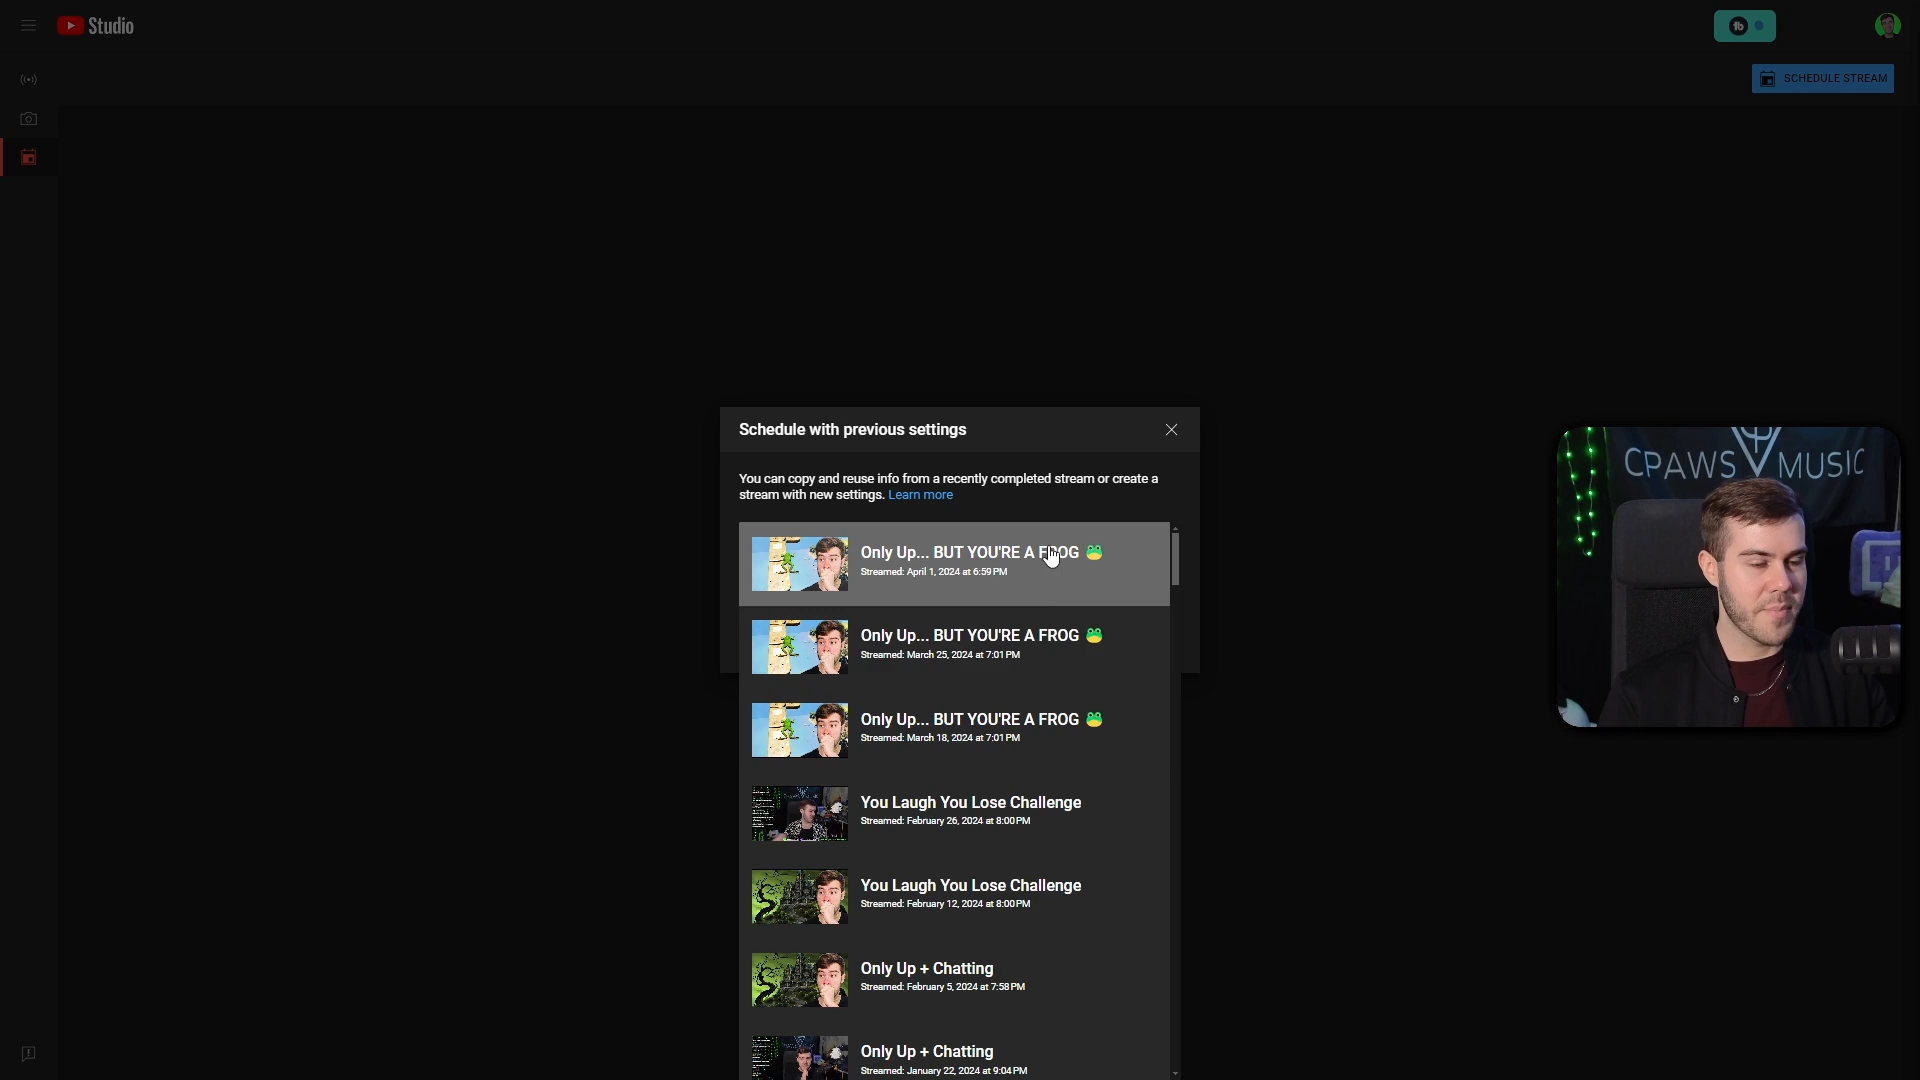 Studio
SCHEDULE STREAM
Schedule with previous settings
You can copy and reuse info from a recently completed stream or create a
stream with new settings. Learn more
Only Up... BUT YOU'RE A FROG 🐸
Streamed: April 1, 2024 at 6:59 PM
Only Up... BUT YOU'RE A FROG 🐸
Streamed: March 25, 2024 at 7:01 PM
Only Up... BUT YOU'RE A FROG 🐸
Streamed: March 18, 2024 at 7:01 PM
You Laugh You Lose Challenge
Streamed: February 26, 2024 at 8:00 PM
You Laugh You Lose Challenge
Streamed: February 12, 2024 at 8:00 PM
Only Up + Chatting
Streamed: February 5, 2024 at 7:58 PM
Only Up + Chatting
Streamed: January 22, 2024 at 9:04 PM
CPAWS MUSIC